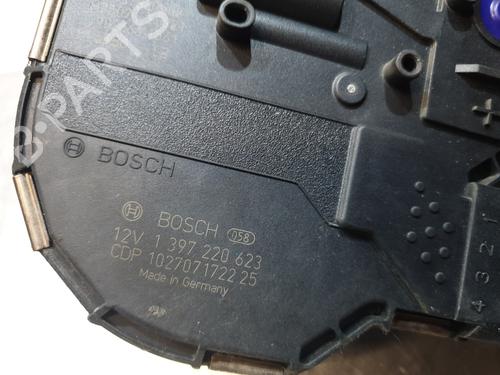 B-PARTS
BOSCH
BOSCH 058
12V 1 397 220 623
CDP 1027071722 25
Made in Germany
4 3 2 1